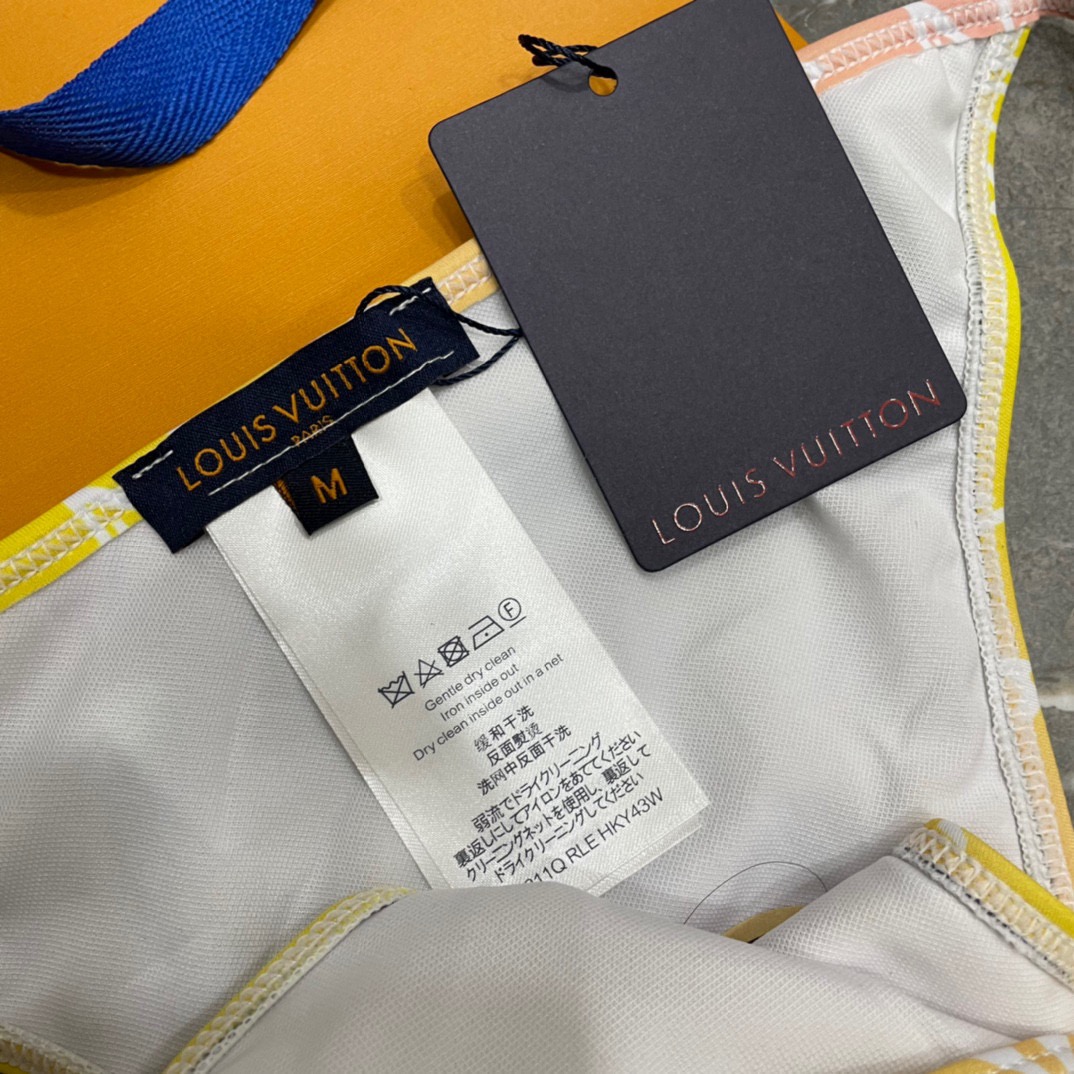 LOUIS VUITTON
PARIS
M
LOUIS VUITTON
F
Gentle dry clean
Iron inside out
Dry clean inside out in a net
缓和干洗
反面熨烫
洗网中反面干洗
弱流でドライクリーニング
裏返しにしてアイロンをあててください
クリーニングネットを使用し、裏返して
ドライクリーニングしてください
211Q RLE HKY43W